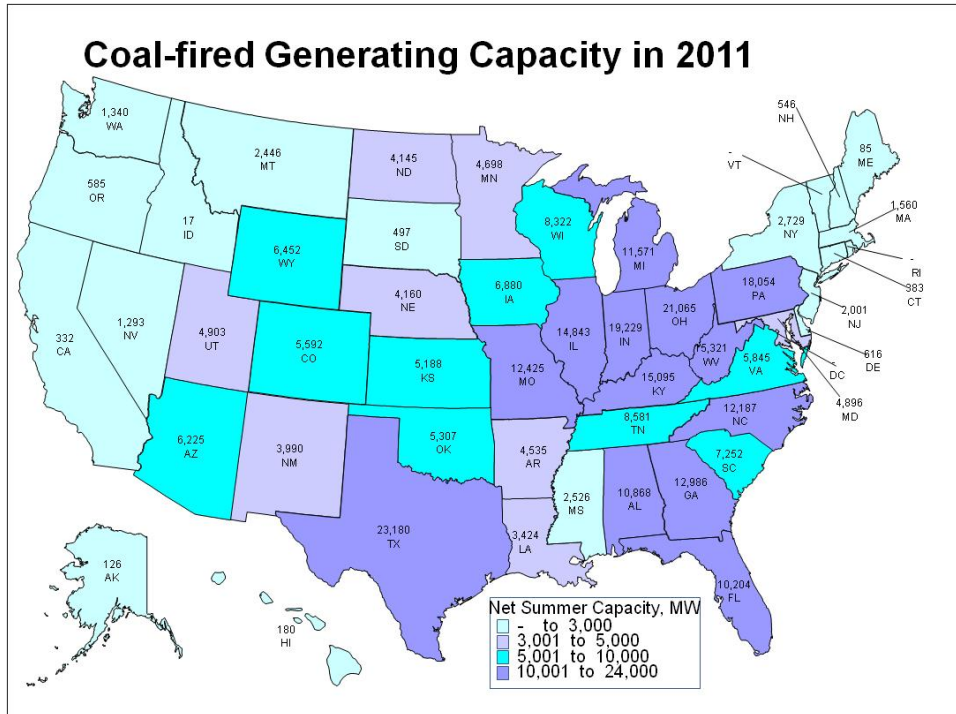 Coal-fired Generating Capacity in 2011
1,340
WA
2,446
MT
4,145
ND
4,698
MN
546
NH
-
VT
85
ME
585
OR
17
ID
6,452
WY
497
SD
8,322
WI
11,571
MI
2,729
NY
1,560
MA
-
RI
383
CT
332
CA
1,293
NV
4,903
UT
5,592
CO
4,160
NE
6,880
IA
14,843
IL
19,229
IN
21,065
OH
18,054
PA
2,001
NJ
616
DE
-
DC
4,896
MD
5,188
KS
12,425
MO
15,095
KY
15,321
WV
5,845
VA
6,225
AZ
3,990
NM
5,307
OK
4,535
AR
8,581
TN
12,187
NC
7,252
SC
23,180
TX
3,424
LA
2,526
MS
10,868
AL
12,986
GA
10,204
FL
126
AK
180
HI
Net Summer Capacity, MW
- to 3,000
3,001 to 5,000
5,001 to 10,000
10,001 to 24,000